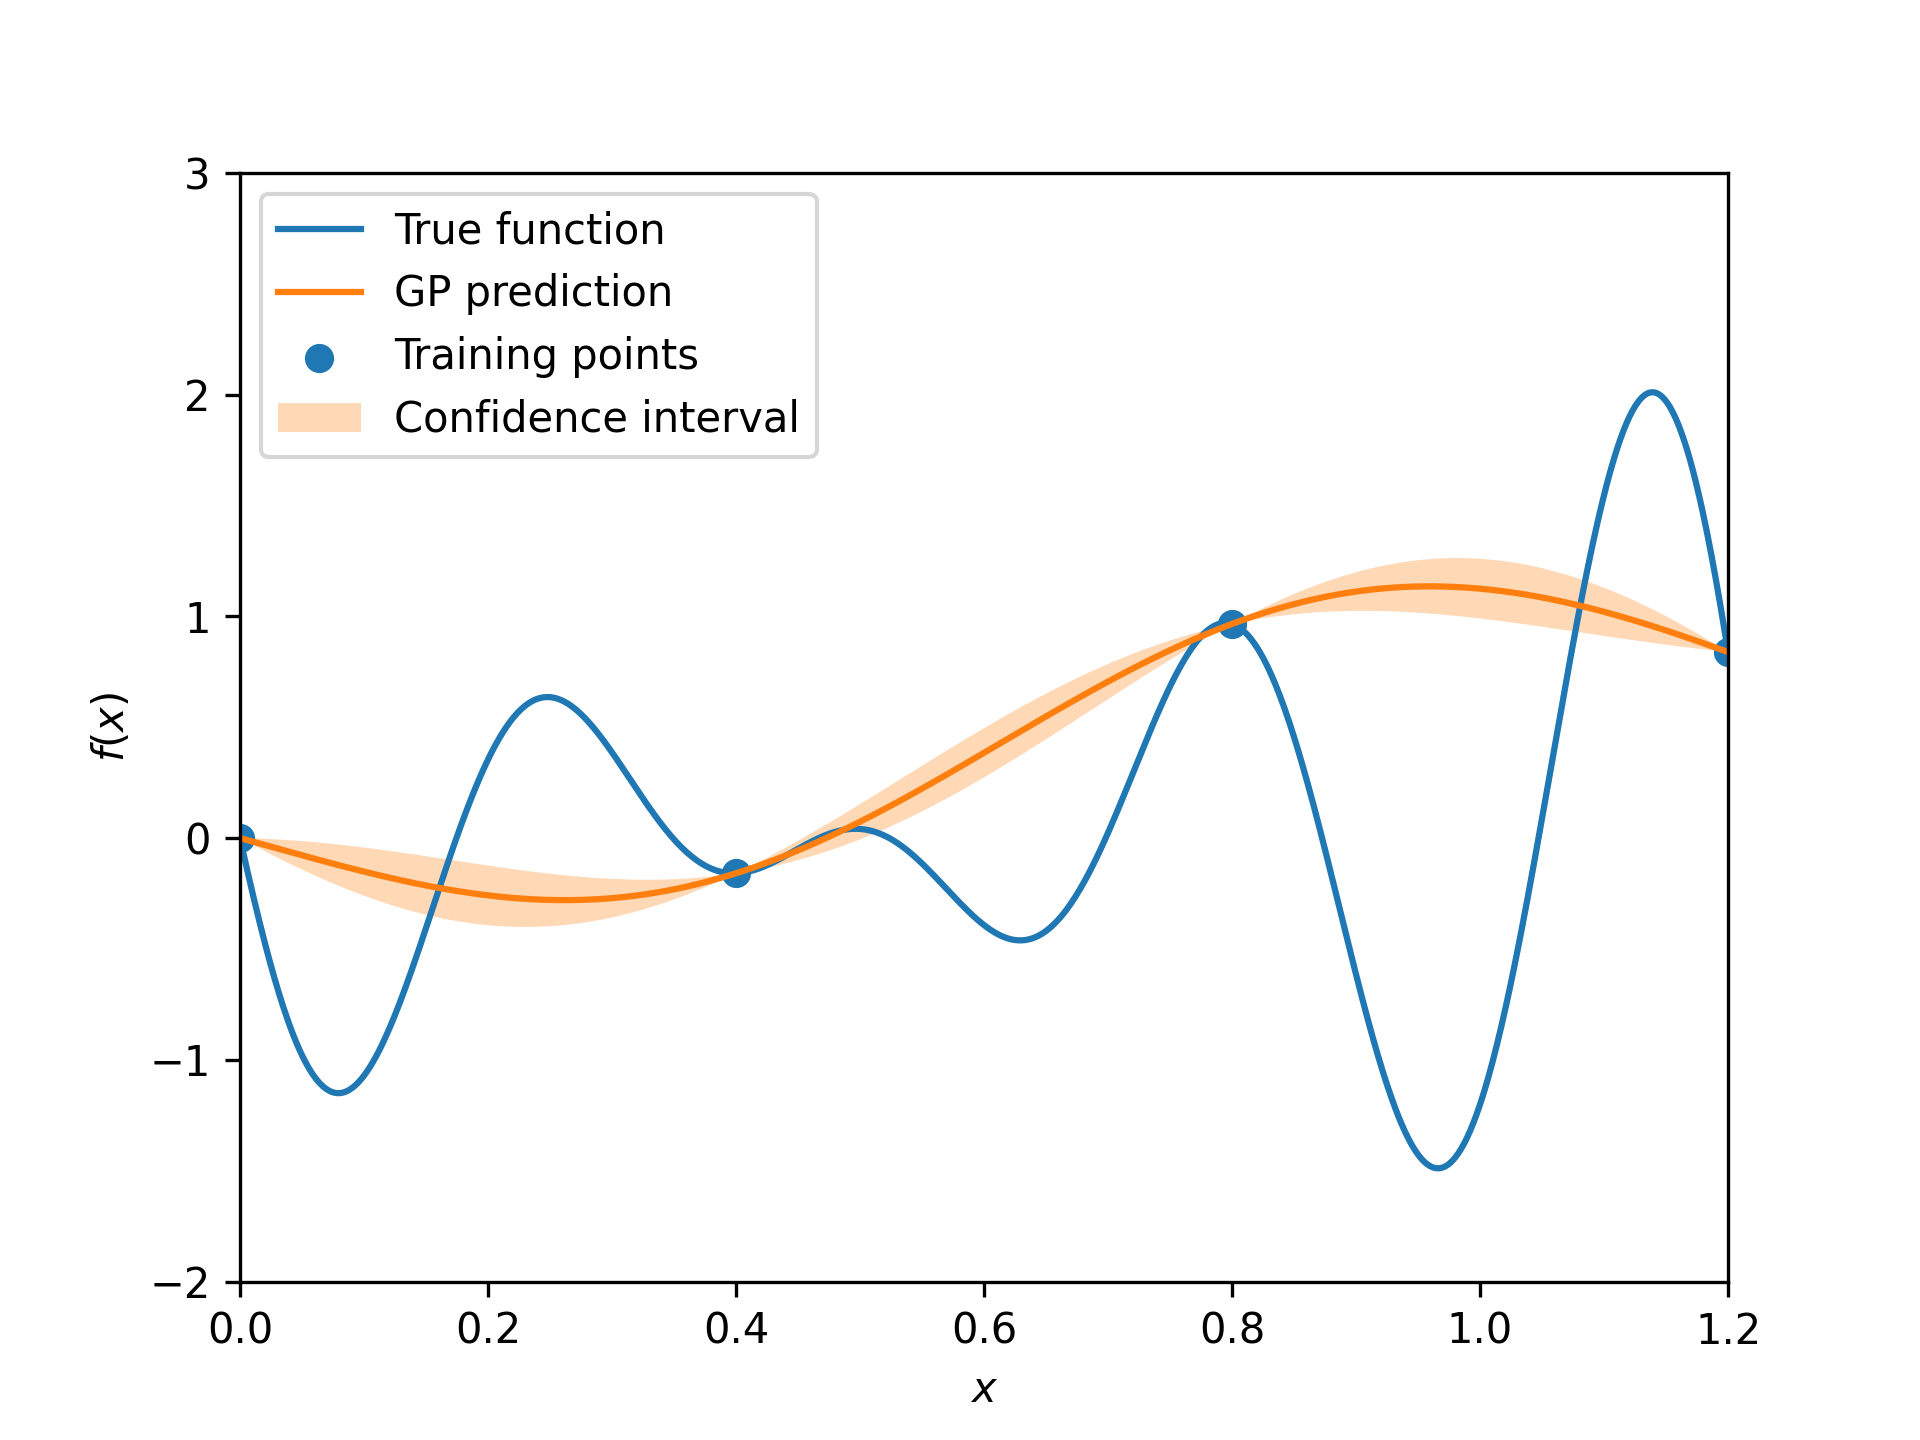 True function
GP prediction
Training points
Confidence interval
3
2
1
0
−1
−2
f(x)
0.0 0.2 0.4 0.6 0.8 1.0 1.2
x